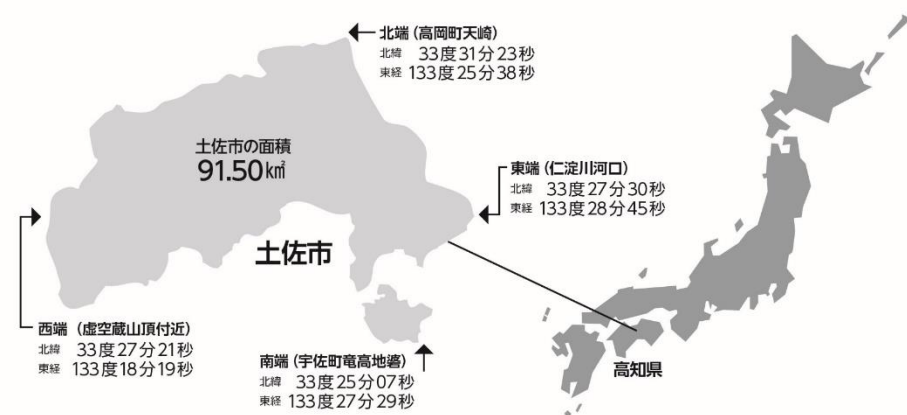 北端(高岡町天崎)
北緯 33度31分23秒
東経 133度25分38秒
土佐市の面積
91.50㎢
東端(仁淀川河口)
北緯 33度27分30秒
東経 133度28分45秒
土佐市
西端(虚空蔵山頂付近)
北緯 33度27分21秒
東経 133度18分19秒
南端(宇佐町竜高地礊)
北緯 33度25分07秒
東経 133度27分29秒
高知県